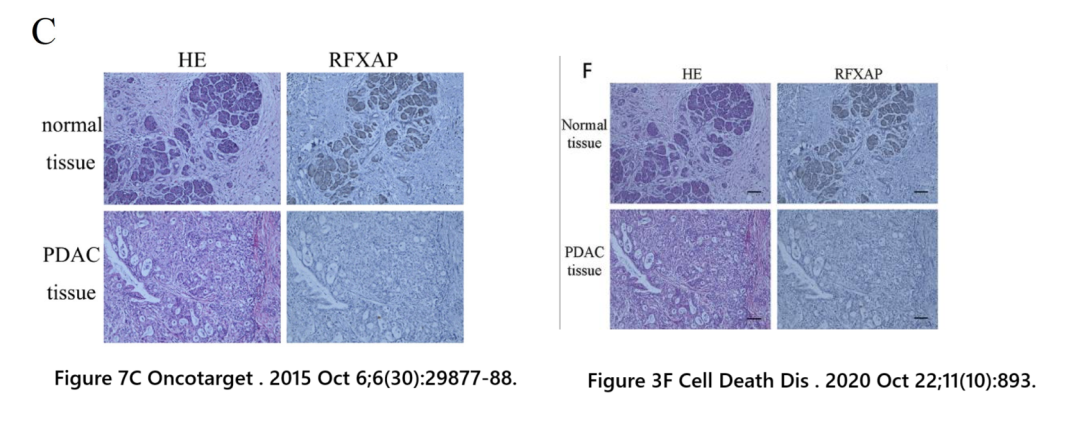 C
HE RFXAP
normal
tissue
PDAC
tissue
Figure 7C Oncotarget . 2015 Oct 6;6(30):29877-88.
F
HE RFXAP
Normal
tissue
PDAC
tissue
Figure 3F Cell Death Dis . 2020 Oct 22;11(10):893.